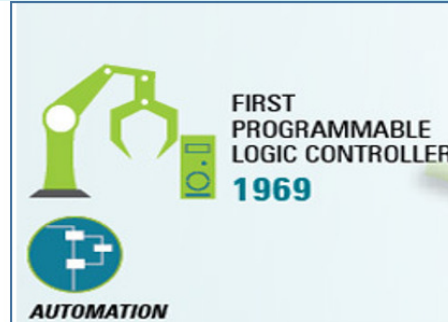 FIRST
PROGRAMMABLE
LOGIC CONTROLLER
1969
AUTOMATION